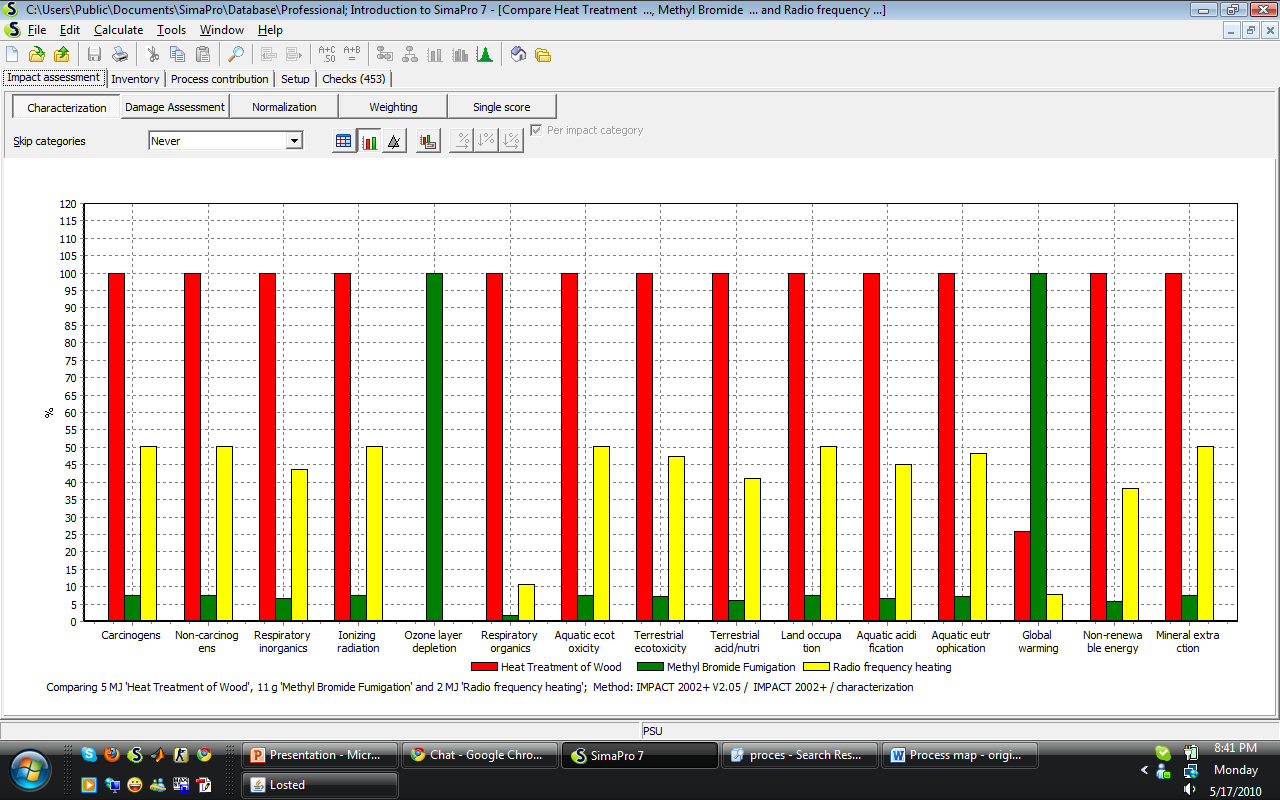 C:\Users\Public\Documents\SimaPro\Database\Professional; Introduction to SimaPro 7 - [Compare Heat Treatment ..., Methyl Bromide ... and Radio frequency ...]
File Edit Calculate Tools Window Help
A+C .50 A+B =
Impact assessment Inventory Process contribution Setup Checks (453)
Characterization Damage Assessment Normalization Weighting Single score
Skip categories Never Per impact category
120
115
110
105
100
95
90
85
80
75
70
65
60
55
50
45
40
35
30
25
20
15
10
5
0
%
Carcinogens Non-carcinog Respiratory Ionizing Ozone layer Respiratory Aquatic ecot Terrestrial Terrestrial Land occupa Aquatic acidi Aquatic eutr Global Non-renewa Mineral extra
ens inorganics radiation depletion organics oxicity ecotoxicity acid/nutri tion fication ophication warming ble energy ction
Heat Treatment of Wood Methyl Bromide Fumigation Radio frequency heating
Comparing 5 MJ 'Heat Treatment of Wood', 11 g 'Methyl Bromide Fumigation' and 2 MJ 'Radio frequency heating'; Method: IMPACT 2002+ V2.05 / IMPACT 2002+ / characterization
PSU
Presentation - Micr... Chat - Google Chro... SimaPro 7 proces - Search Res... Process map - origi...
Losted
8:41 PM
Monday
5/17/2010